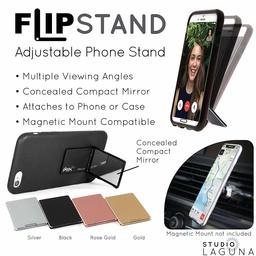 FLIPSTAND
Adjustable Phone Stand
• Multiple Viewing Angles
• Concealed Compact Mirror
• Attaches to Phone or Case
• Magnetic Mount Compatible
Concealed
Compact
Mirror
Silver
Black
Rose Gold
Gold
Magnetic Mount not included
STUDIO
LAGUNA